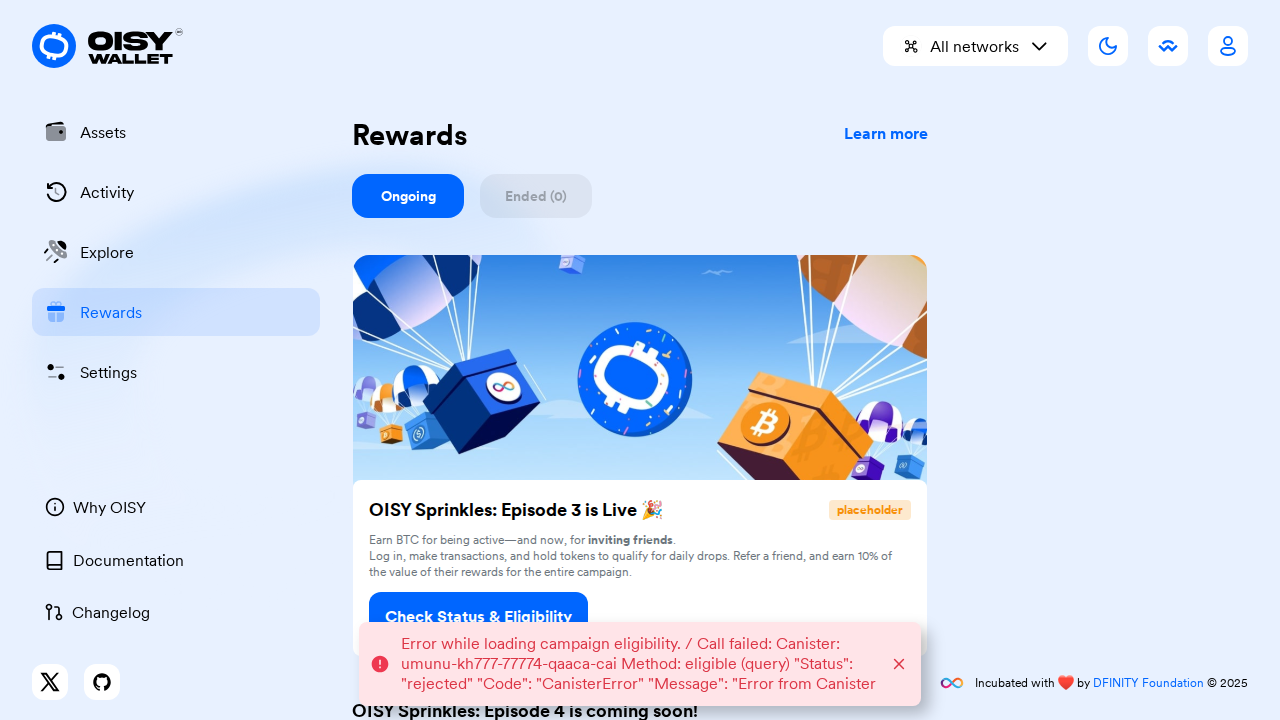 OISY
WALLET
All networks
Assets
Activity
Explore
Rewards
Settings
Why OISY
Documentation
Changelog
Rewards
Learn more
Ongoing
Ended (0)
OISY Sprinkles: Episode 3 is Live 🎉
placeholder
Earn BTC for being active—and now, for inviting friends.
Log in, make transactions, and hold tokens to qualify for daily drops. Refer a friend, and earn 10% of
the value of their rewards for the entire campaign.
Check Status & Eligibility
Error while loading campaign eligibility. / Call failed: Canister:
umunu-kh777-77774-qaaca-cai Method: eligible (query) "Status":
"rejected" "Code": "CanisterError" "Message": "Error from Canister
OISY Sprinkles: Episode 4 is coming soon!
Incubated with ❤️ by DFINITY Foundation © 2025